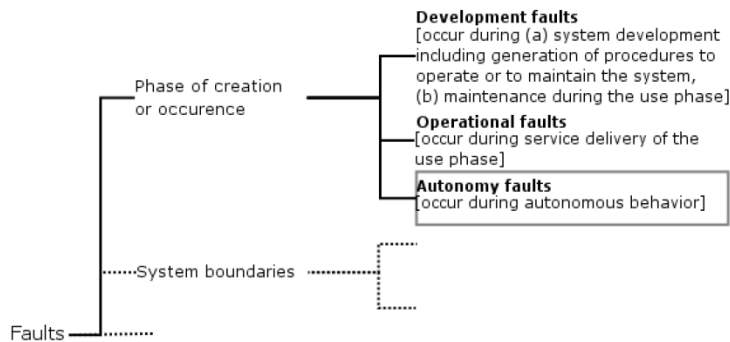 Development faults
[occur during (a) system development
including generation of procedures to
operate or to maintain the system,
(b) maintenance during the use phase]
Phase of creation
or occurence
Operational faults
[occur during service delivery of the
use phase]
Autonomy faults
[occur during autonomous behavior]
System boundaries
Faults